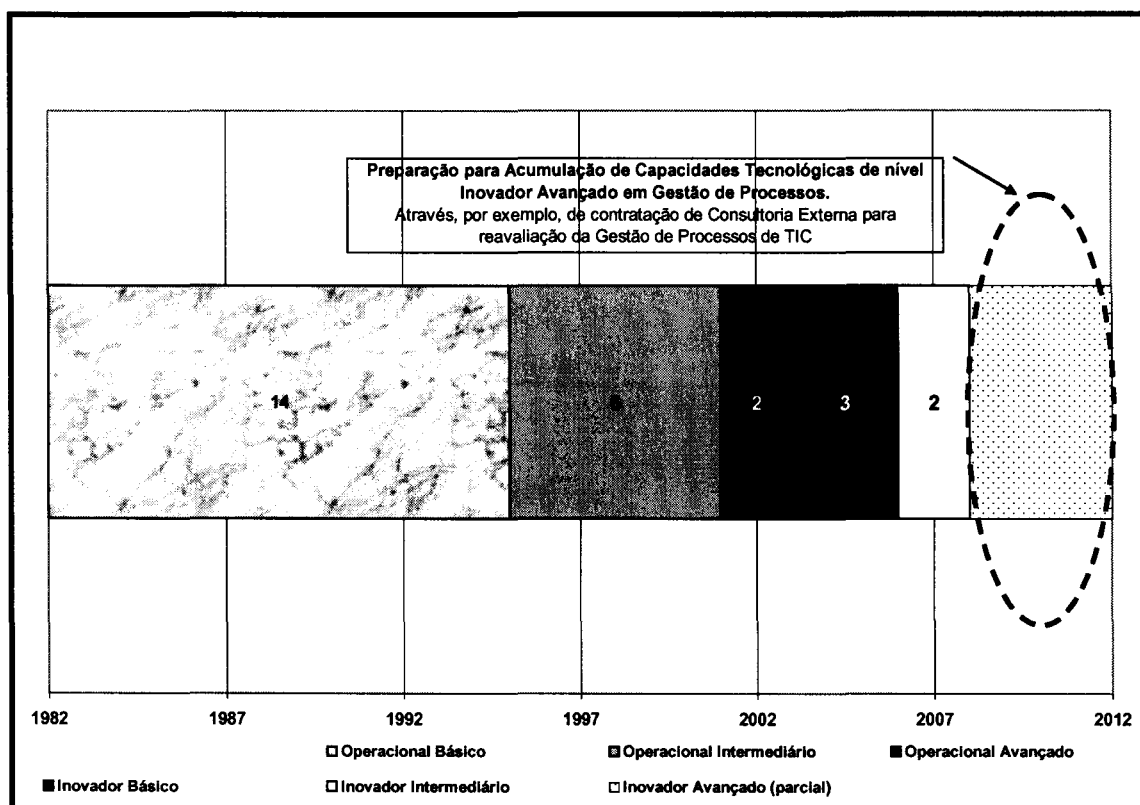 Preparação para Acumulação de Capacidades Tecnológicas de nível
Inovador Avançado em Gestão de Processos.
Através, por exemplo, de contratação de Consultoria Externa para
reavaliação da Gestão de Processos de TIC
14
2
3
2
1982
1987
1992
1997
2002
2007
2012
Operacional Básico
Operacional Intermediário
Operacional Avançado
Inovador Básico
Inovador Intermediário
Inovador Avançado (parcial)